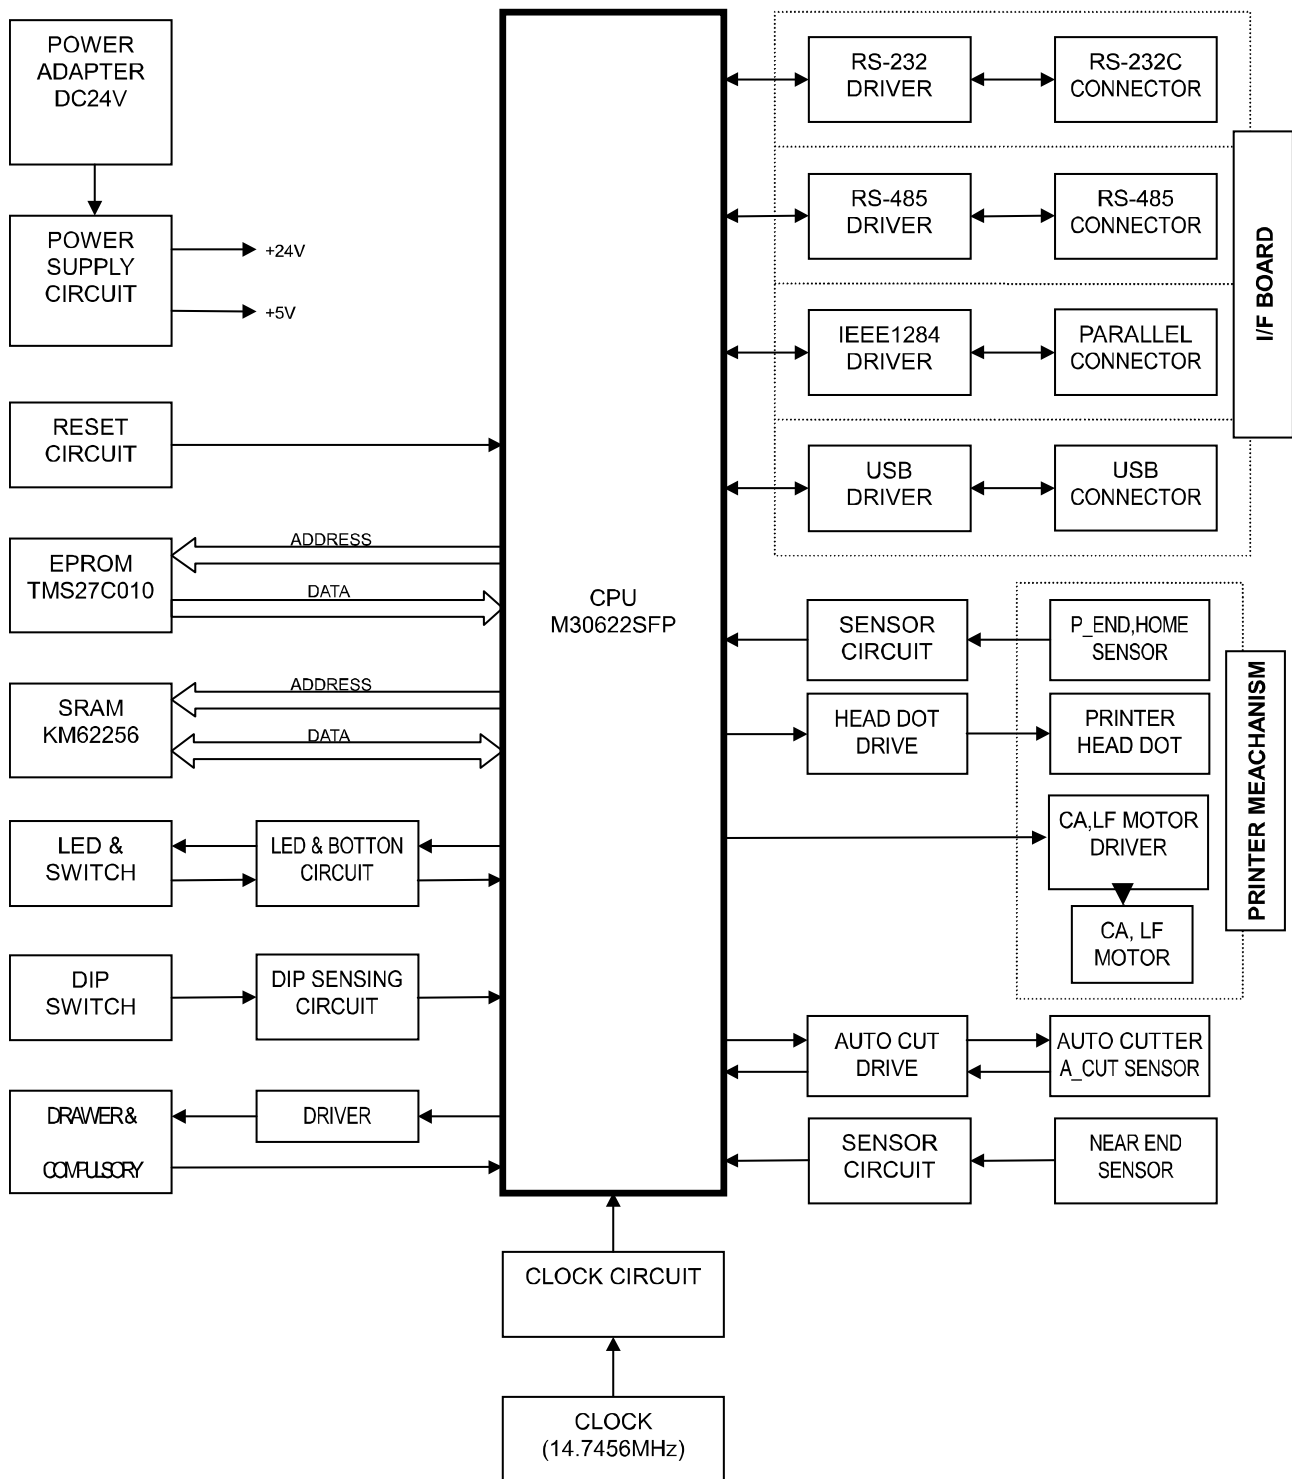 POWER
ADAPTER
DC24V
POWER
SUPPLY
CIRCUIT
+24V
+5V
RESET
CIRCUIT
EPROM
TMS27C010
ADDRESS
DATA
SRAM
KM62256
ADDRESS
DATA
LED &
SWITCH
LED & BOTTON
CIRCUIT
DIP
SWITCH
DIP SENSING
CIRCUIT
DRAWER &
COMPULSORY
DRIVER
CPU
M30622SFP
CLOCK CIRCUIT
CLOCK
(14.7456MHz)
RS-232
DRIVER
RS-232C
CONNECTOR
RS-485
DRIVER
RS-485
CONNECTOR
IEEE1284
DRIVER
PARALLEL
CONNECTOR
USB
DRIVER
USB
CONNECTOR
I/F BOARD
SENSOR
CIRCUIT
P_END,HOME
SENSOR
HEAD DOT
DRIVE
PRINTER
HEAD DOT
CA,LF MOTOR
DRIVER
CA, LF
MOTOR
PRINTER MEACHANISM
AUTO CUT
DRIVE
AUTO CUTTER
A_CUT SENSOR
SENSOR
CIRCUIT
NEAR END
SENSOR